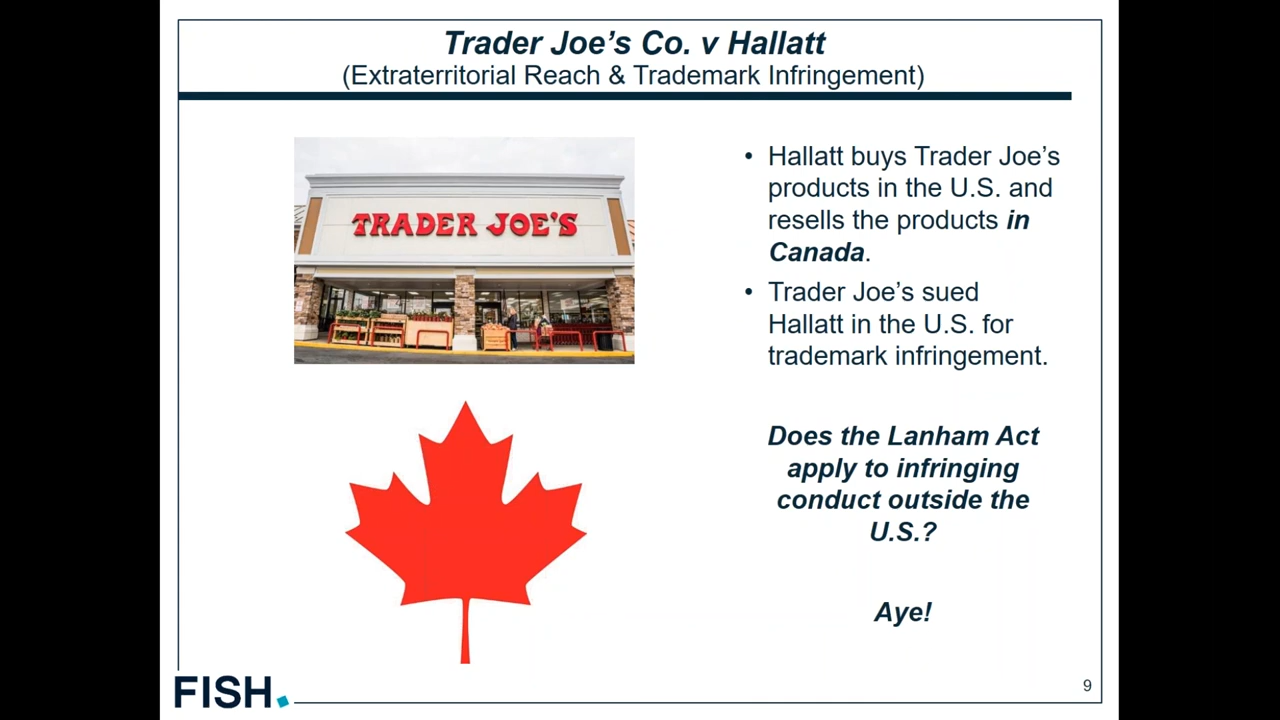 Trader Joe’s Co. v Hallatt
(Extraterritorial Reach & Trademark Infringement)
TRADER JOE'S
• Hallatt buys Trader Joe’s
products in the U.S. and
resells the products in
Canada.
• Trader Joe’s sued
Hallatt in the U.S. for
trademark infringement.
Does the Lanham Act
apply to infringing
conduct outside the
U.S.?
Aye!
FISH.
9